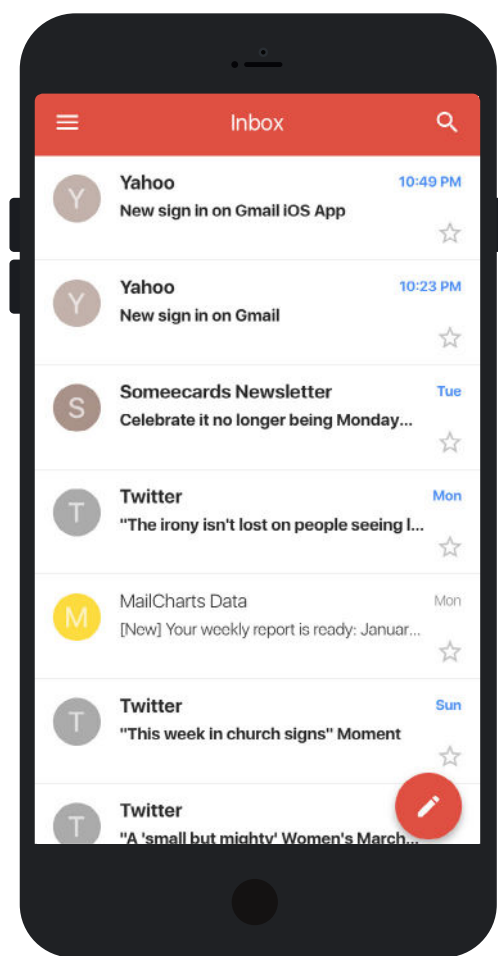 Inbox
Y
Yahoo
10:49 PM
New sign in on Gmail iOS App
Y
Yahoo
10:23 PM
New sign in on Gmail
S
Someecards Newsletter
Tue
Celebrate it no longer being Monday...
T
Twitter
Mon
"The irony isn't lost on people seeing l...
M
MailCharts Data
Mon
[New] Your weekly report is ready: Januar...
T
Twitter
Sun
"This week in church signs" Moment
T
Twitter
"A 'small but mighty' Women's March...